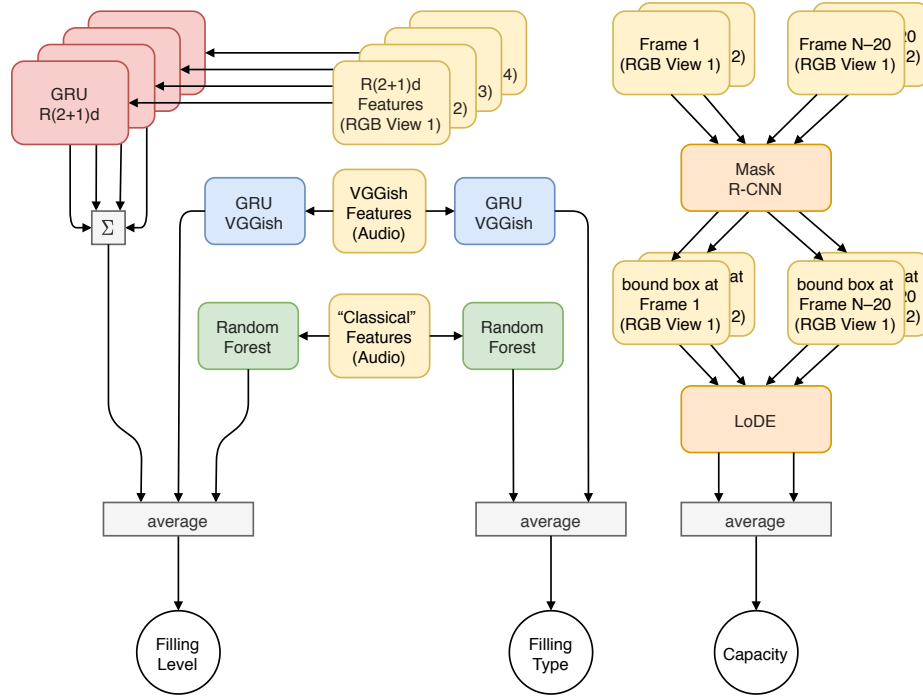 GRU
R(2+1)d
R(2+1)d
Features
(RGB View 1)
2)
3)
4)
Σ
GRU
VGGish
VGGish
Features
(Audio)
GRU
VGGish
Random
Forest
“Classical”
Features
(Audio)
Random
Forest
average
average
Filling
Level
Filling
Type
Frame 1
(RGB View 1)
2)
Frame N–20
(RGB View 1)
20
2)
Mask
R-CNN
bound box at
Frame 1
(RGB View 1)
at
2)
bound box at
Frame N–20
(RGB View 1)
at
20
2)
LoDE
average
Capacity